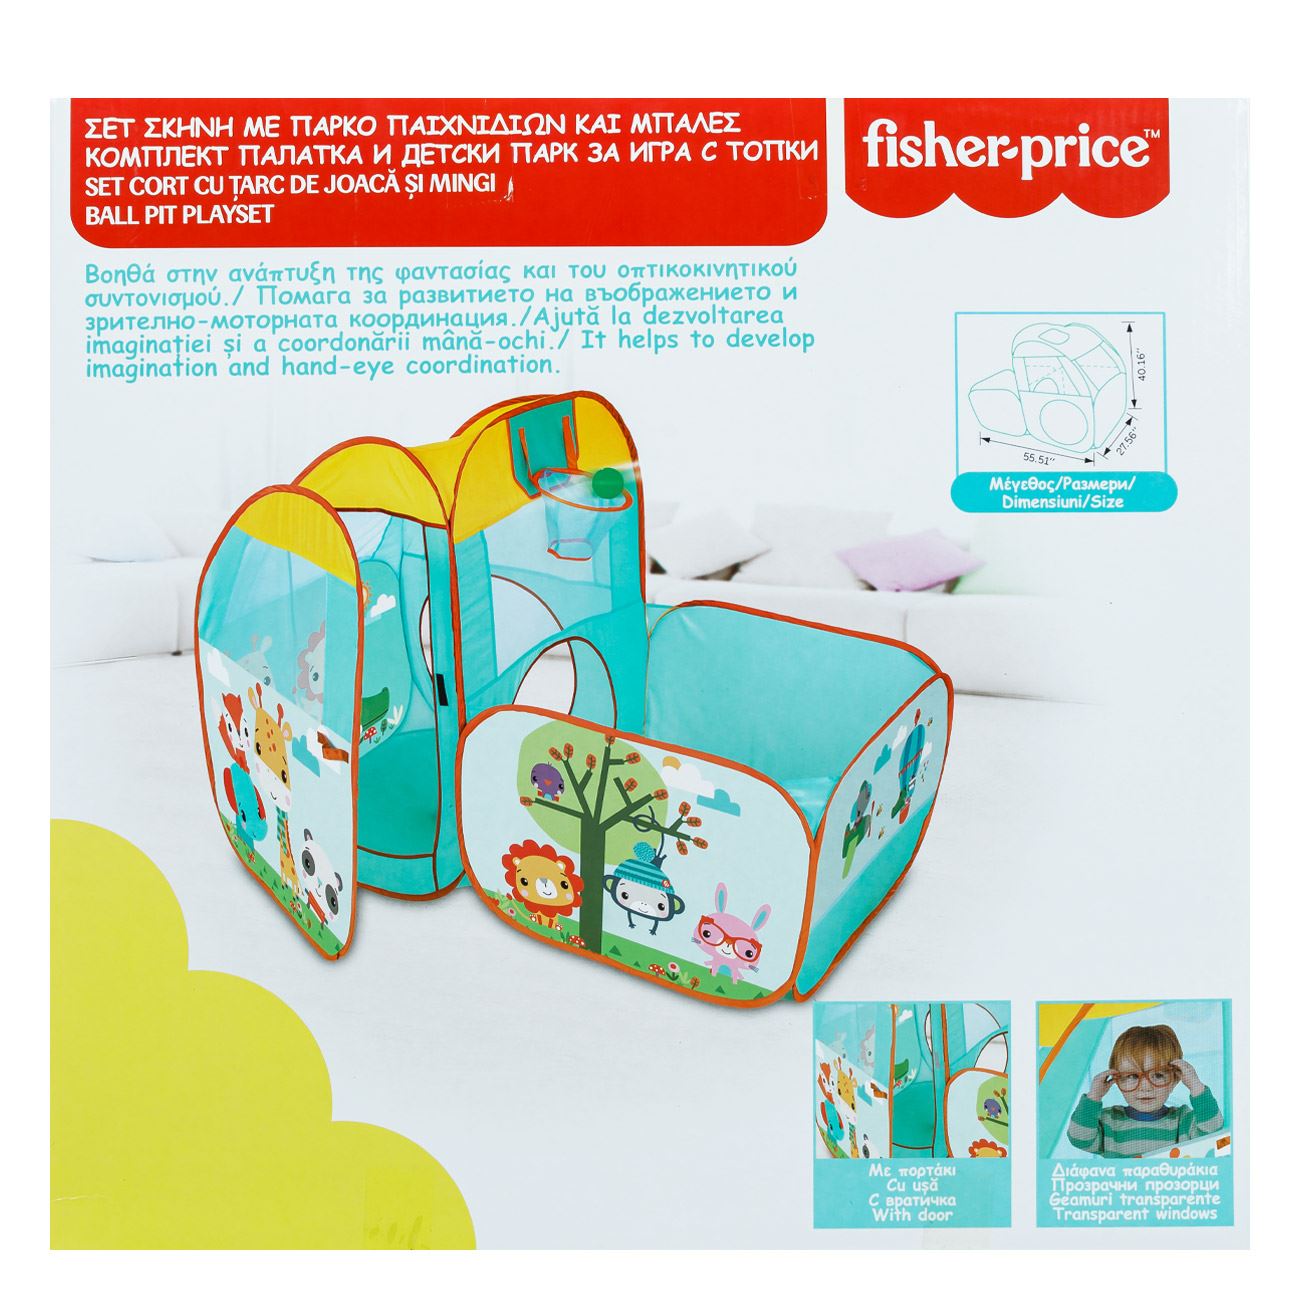 ΣΕΤ ΣΚΗΝΗ ΜΕ ΠΑΡΚΟ ΠΑΙΧΝΙΔΙΩΝ ΚΑΙ ΜΠΑΛΕΣ
КОМПЛЕКТ ПАЛАТКА И ДЕТСКИ ПАРК ЗА ИГРА С ТОПКИ
SET CORT CU ȚARC DE JOACĂ ȘI MINGI
BALL PIT PLAYSET
fisher-price™
Βοηθά στην ανάπτυξη της φαντασίας και του οπτικοκινητικού
συντονισμού./ Помага за развитието на въображението и
зрително-моторната координация./Ajută la dezvoltarea
imaginației și a coordonării mână-ochi./ It helps to develop
imagination and hand-eye coordination.
40.16″
27.56″
55.51″
Μέγεθος/Размери/
Dimensiuni/Size
Με πορτάκι
Cu ușă
С вратичка
With door
Διάφανα παραθυράκια
Прозрачни прозорци
Geamuri transparente
Transparent windows